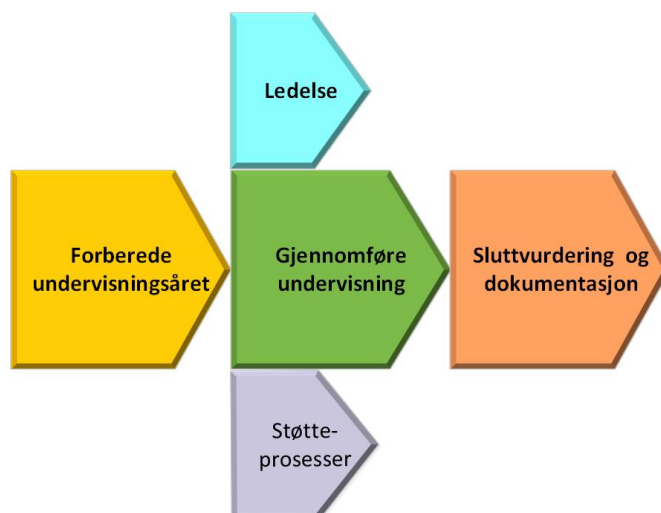 Ledelse
Forberede
undervisningsåret
Gjennomføre
undervisning
Sluttvurdering og
dokumentasjon
Støtte-
prosesser